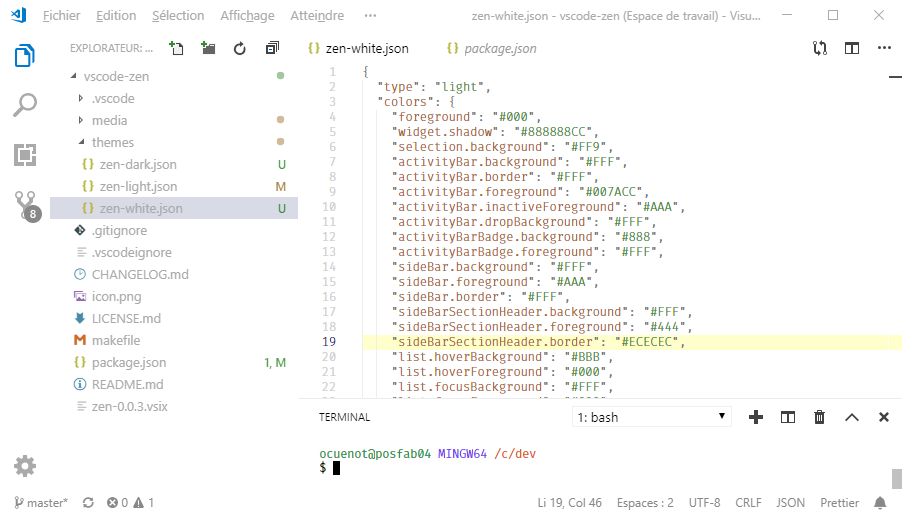 Fichier Edition Sélection Affichage Atteindre ··· zen-white.json - vscode-zen (Espace de travail) - Visu...
EXPLORATEUR: ...
vscode-zen
.vscode
media
themes
{} zen-dark.json U
{} zen-light.json M
{} zen-white.json U
.gitignore
.vscodeignore
CHANGELOG.md
icon.png
LICENSE.md
makefile
{} package.json 1, M
README.md
zen-0.0.3.vsix
8
{} zen-white.json {} package.json
1 {
2 "type": "light",
3 "colors": {
4 "foreground": "#000",
5 "widget.shadow": "#888888CC",
6 "selection.background": "#FF9",
7 "activityBar.background": "#FFF",
8 "activityBar.border": "#FFF",
9 "activityBar.foreground": "#007ACC",
10 "activityBar.inactiveForeground": "#AAA",
11 "activityBar.dropBackground": "#FFF",
12 "activityBarBadge.background": "#888",
13 "activityBarBadge.foreground": "#FFF",
14 "sideBar.background": "#FFF",
15 "sideBar.foreground": "#AAA",
16 "sideBar.border": "#FFF",
17 "sideBarSectionHeader.background": "#FFF",
18 "sideBarSectionHeader.foreground": "#444",
19 "sideBarSectionHeader.border": "#ECECEC",
20 "list.hoverBackground": "#BBB",
21 "list.hoverForeground": "#000",
22 "list.focusBackground": "#FFF",
TERMINAL 1: bash
ocuenot@posfab04 MINGW64 /c/dev
$
master* 0 1 Li 19, Col 46 Espaces : 2 UTF-8 CRLF JSON Prettier